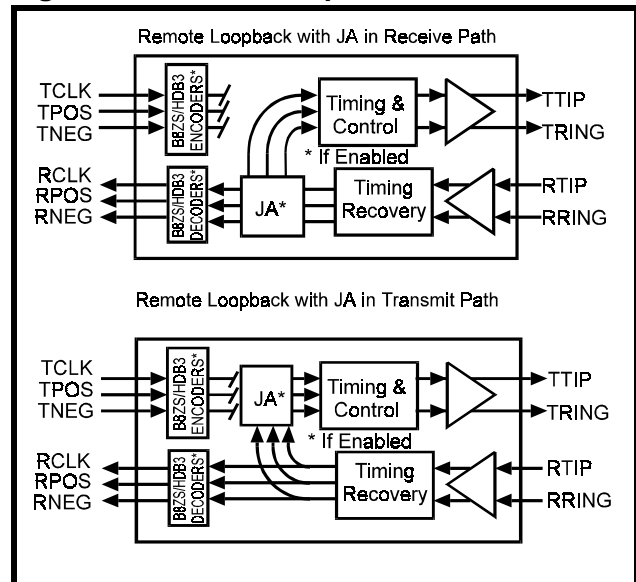 Remote Loopback with JA in Receive Path
TCLK
TPOS
TNEG
B8ZS/HDB3
ENCODERS*
Timing &
Control
TTIP
TRING
* If Enabled
RCLK
RPOS
RNEG
B8ZS/HDB3
DECODERS*
JA*
Timing
Recovery
RTIP
RRING
Remote Loopback with JA in Transmit Path
TCLK
TPOS
TNEG
B8ZS/HDB3
ENCODERS*
JA*
Timing &
Control
TTIP
TRING
* If Enabled
RCLK
RPOS
RNEG
B8ZS/HDB3
DECODERS*
Timing
Recovery
RTIP
RRING